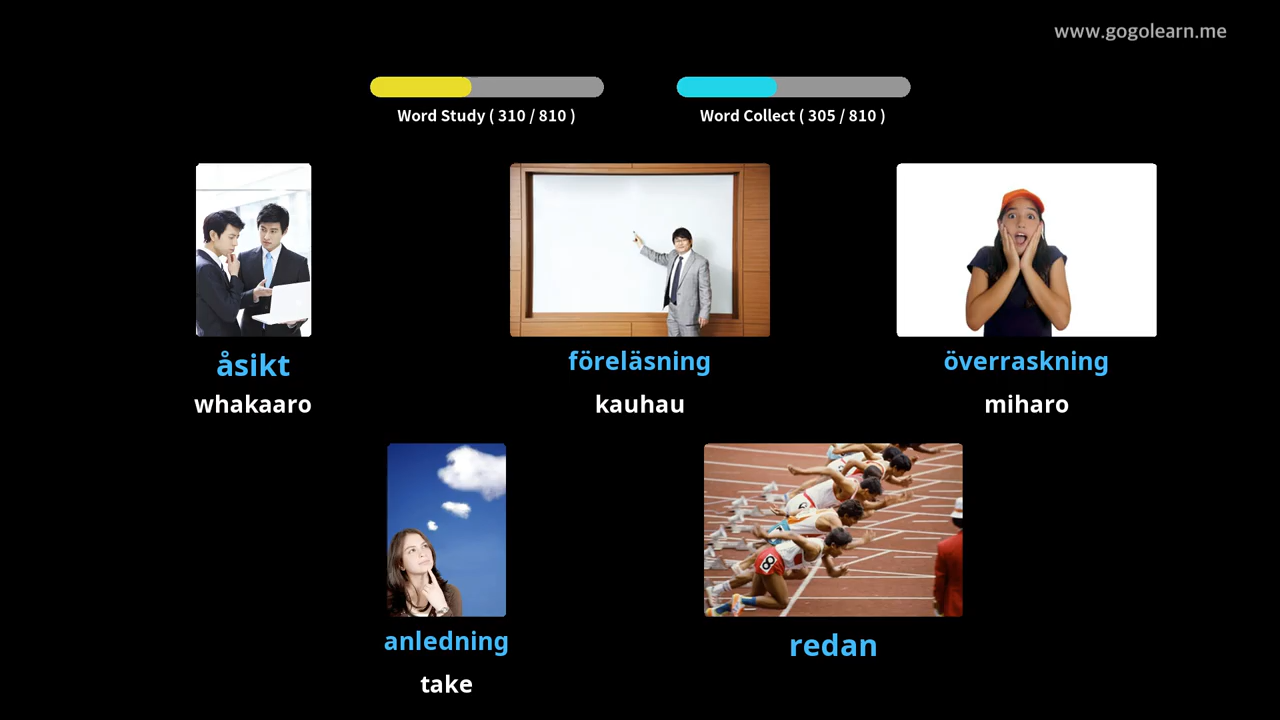 www.gogolearn.me
Word Study ( 310 / 810 )
Word Collect ( 305 / 810 )
åsikt
whakaaro
föreläsning
kauhau
överraskning
miharo
anledning
take
redan